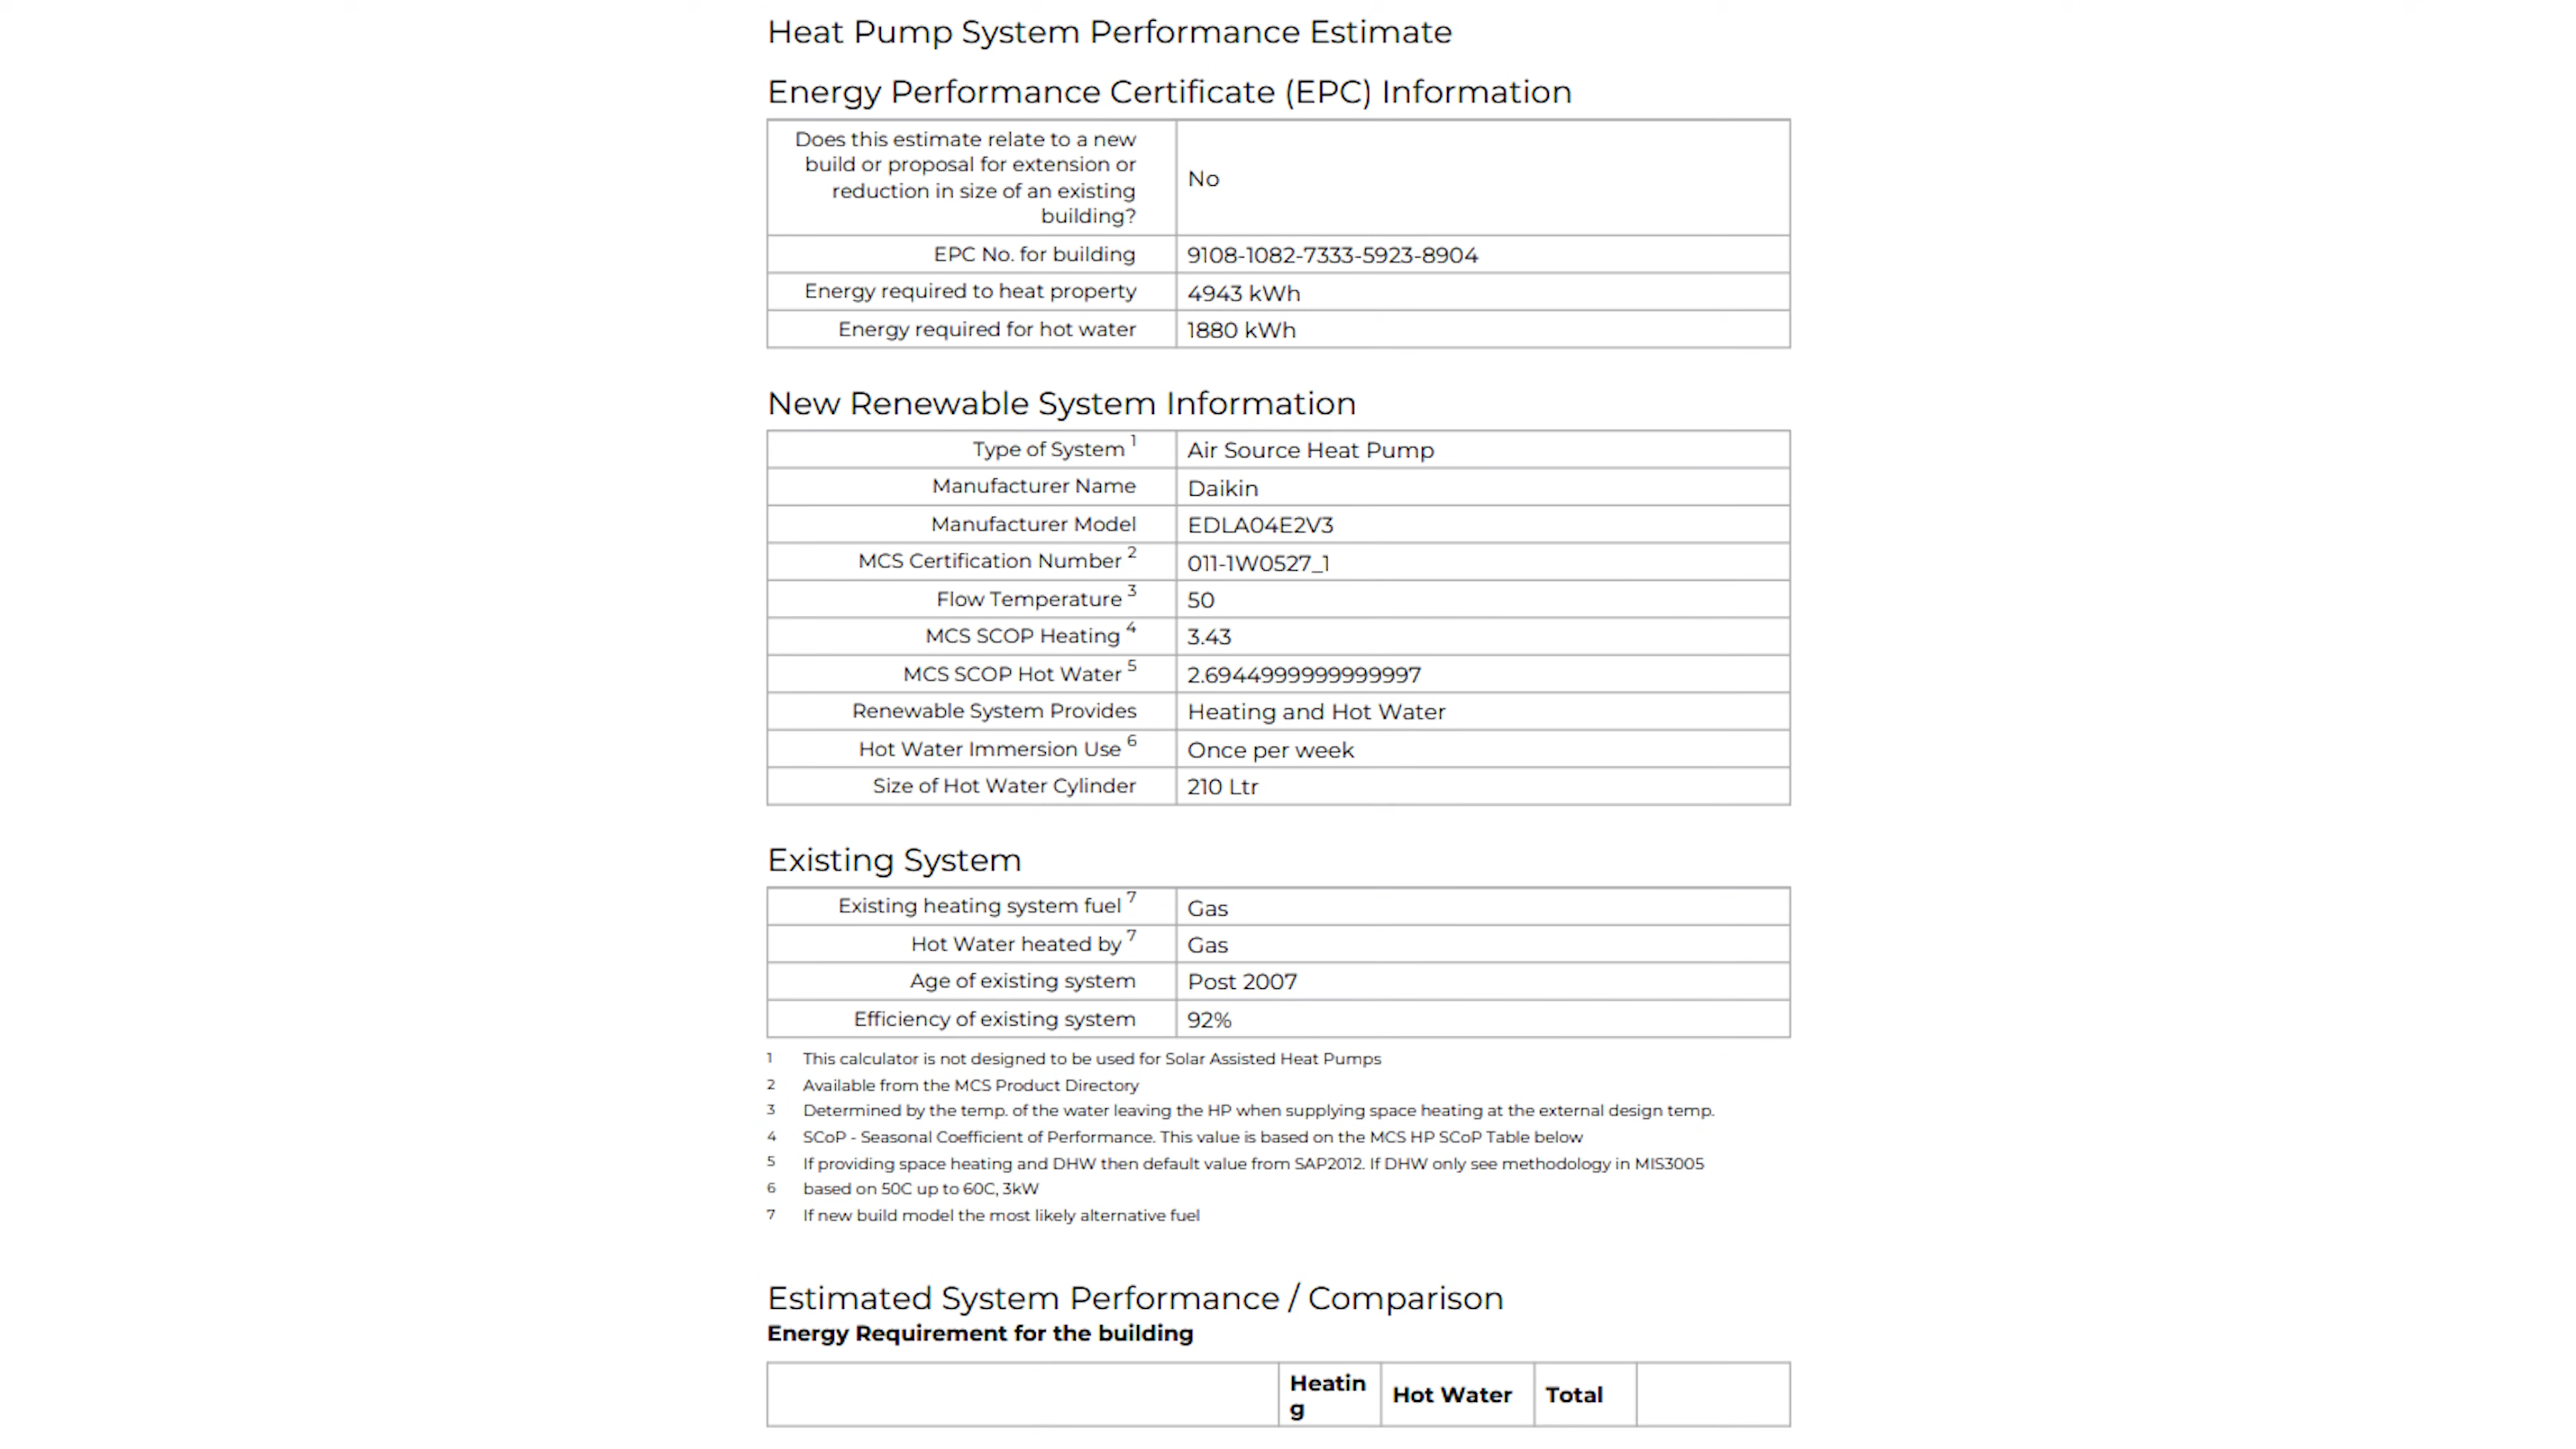 Heat Pump System Performance Estimate
Energy Performance Certificate (EPC) Information
Does this estimate relate to a new
build or proposal for extension or
reduction in size of an existing
building?
No
EPC No. for building
9108-1082-7333-5923-8904
Energy required to heat property
4943 kWh
Energy required for hot water
1880 kWh
New Renewable System Information
Type of System 1
Air Source Heat Pump
Manufacturer Name
Daikin
Manufacturer Model
EDLA04E2V3
MCS Certification Number 2
011-1W0527_1
Flow Temperature 3
50
MCS SCOP Heating 4
3.43
MCS SCOP Hot Water 5
2.6944999999999997
Renewable System Provides
Heating and Hot Water
Hot Water Immersion Use 6
Once per week
Size of Hot Water Cylinder
210 Ltr
Existing System
Existing heating system fuel 7
Gas
Hot Water heated by 7
Gas
Age of existing system
Post 2007
Efficiency of existing system
92%
1 This calculator is not designed to be used for Solar Assisted Heat Pumps
2 Available from the MCS Product Directory
3 Determined by the temp. of the water leaving the HP when supplying space heating at the external design temp.
4 SCoP - Seasonal Coefficient of Performance. This value is based on the MCS HP SCoP Table below
5 If providing space heating and DHW then default value from SAP2012. If DHW only see methodology in MIS3005
6 based on 50C up to 60C, 3kW
7 If new build model the most likely alternative fuel
Estimated System Performance / Comparison
Energy Requirement for the building
Heatin
g
Hot Water
Total